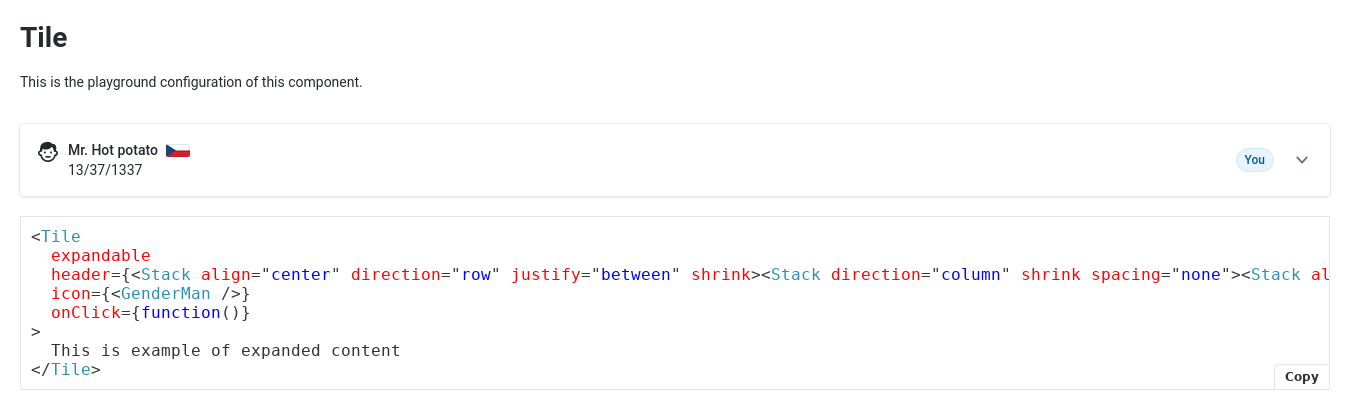 Tile
This is the playground configuration of this component.
Mr. Hot potato
13/37/1337
You
<Tile
  expandable
  header={<Stack align="center" direction="row" justify="between" shrink><Stack direction="column" shrink spacing="none"><Stack al
  icon={<GenderMan />}
  onClick={function()}
>
  This is example of expanded content
</Tile>
Copy